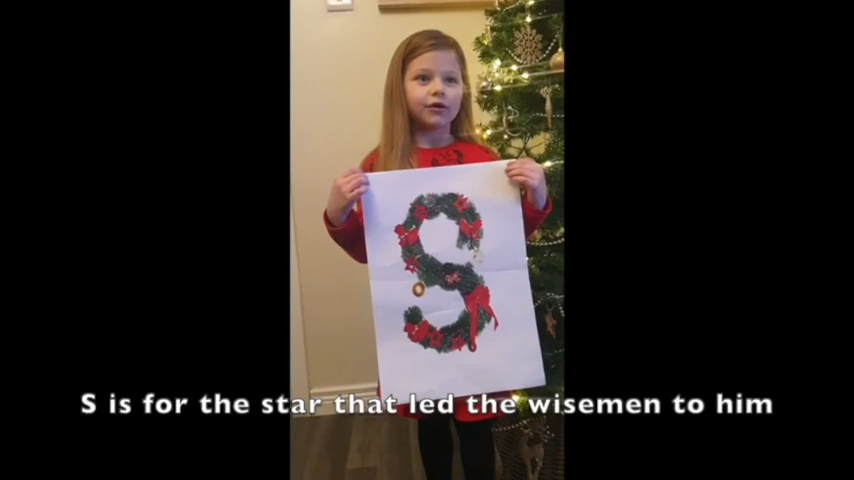 S
S is for the star that led the wisemen to him